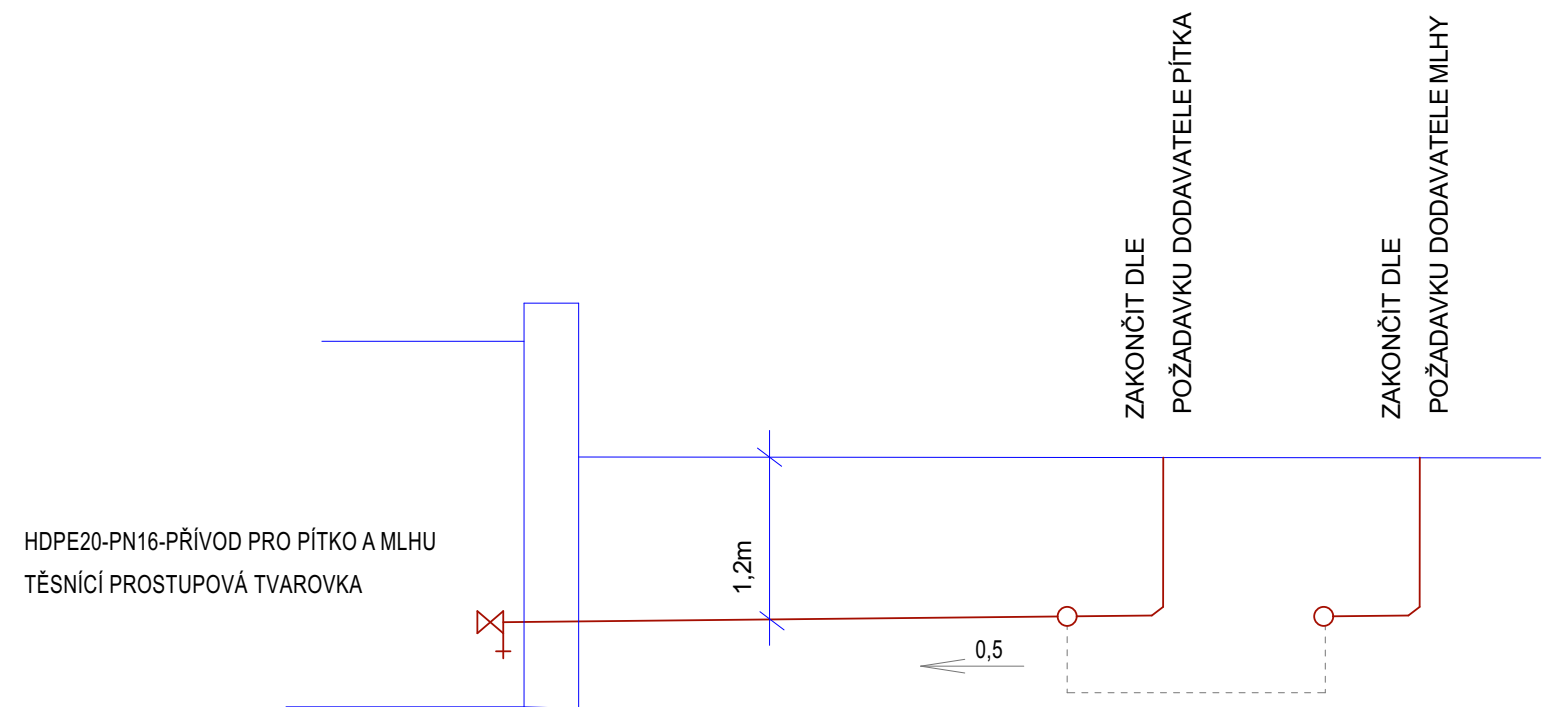 ZAKONČIT DLE
POŽADAVKU DODAVATELE PÍTKA
ZAKONČIT DLE
POŽADAVKU DODAVATELE MLHY
HDPE20-PN16-PŘÍVOD PRO PÍTKO A MLHU
TĚSNÍCÍ PROSTUPOVÁ TVAROVKA
1,2m
0,5